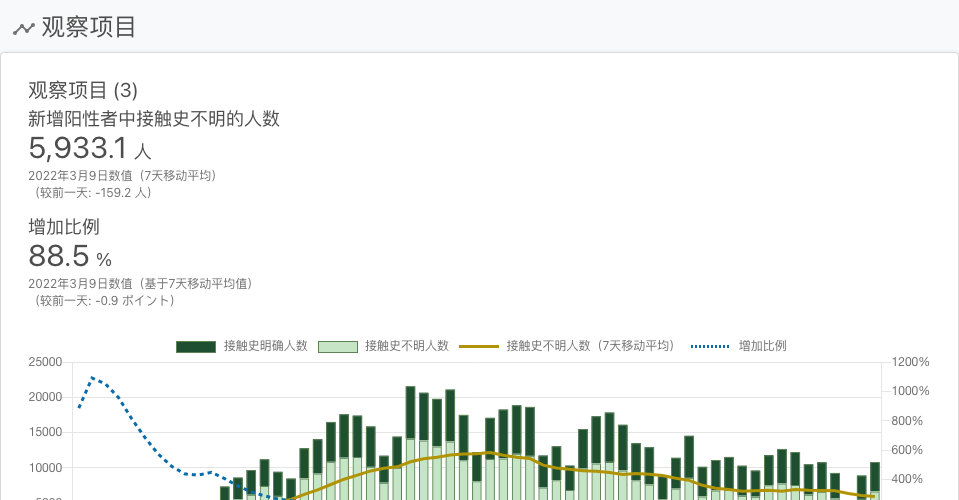 观察项目
观察项目 (3)
新增阳性者中接触史不明的人数
5,933.1 人
2022年3月9日数值（7天移动平均）
（较前一天: -159.2 人）
增加比例
88.5 %
2022年3月9日数值（基于7天移动平均值）
（较前一天: -0.9 ポイント）
接触史明确人数 接触史不明人数 接触史不明人数（7天移动平均） 增加比例
25000 1200%
20000 1000%
15000 800%
10000 600%
400%